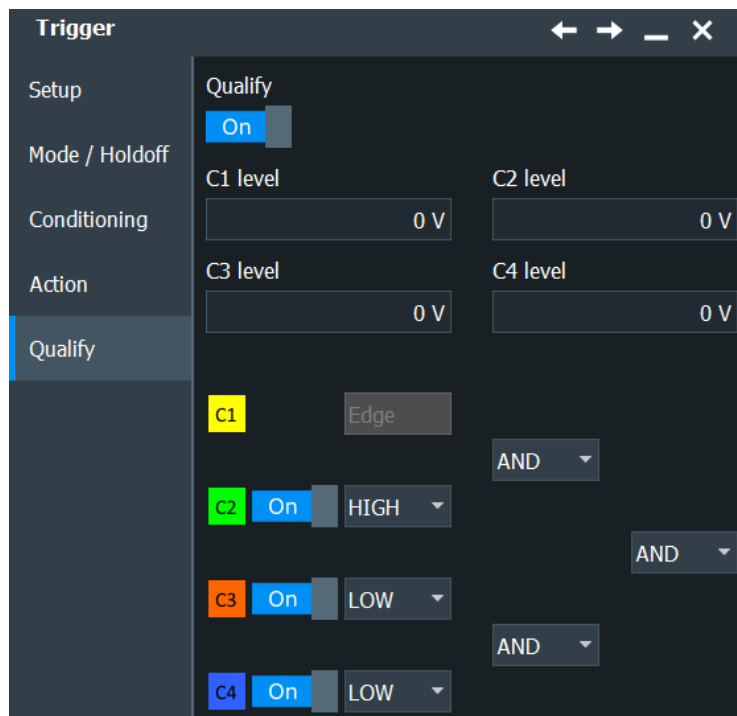 Trigger
Setup
Mode / Holdoff
Conditioning
Action
Qualify
Qualify
On
C1 level
C2 level
0 V
0 V
C3 level
C4 level
0 V
0 V
C1
Edge
AND
C2
On
HIGH
AND
C3
On
LOW
AND
C4
On
LOW